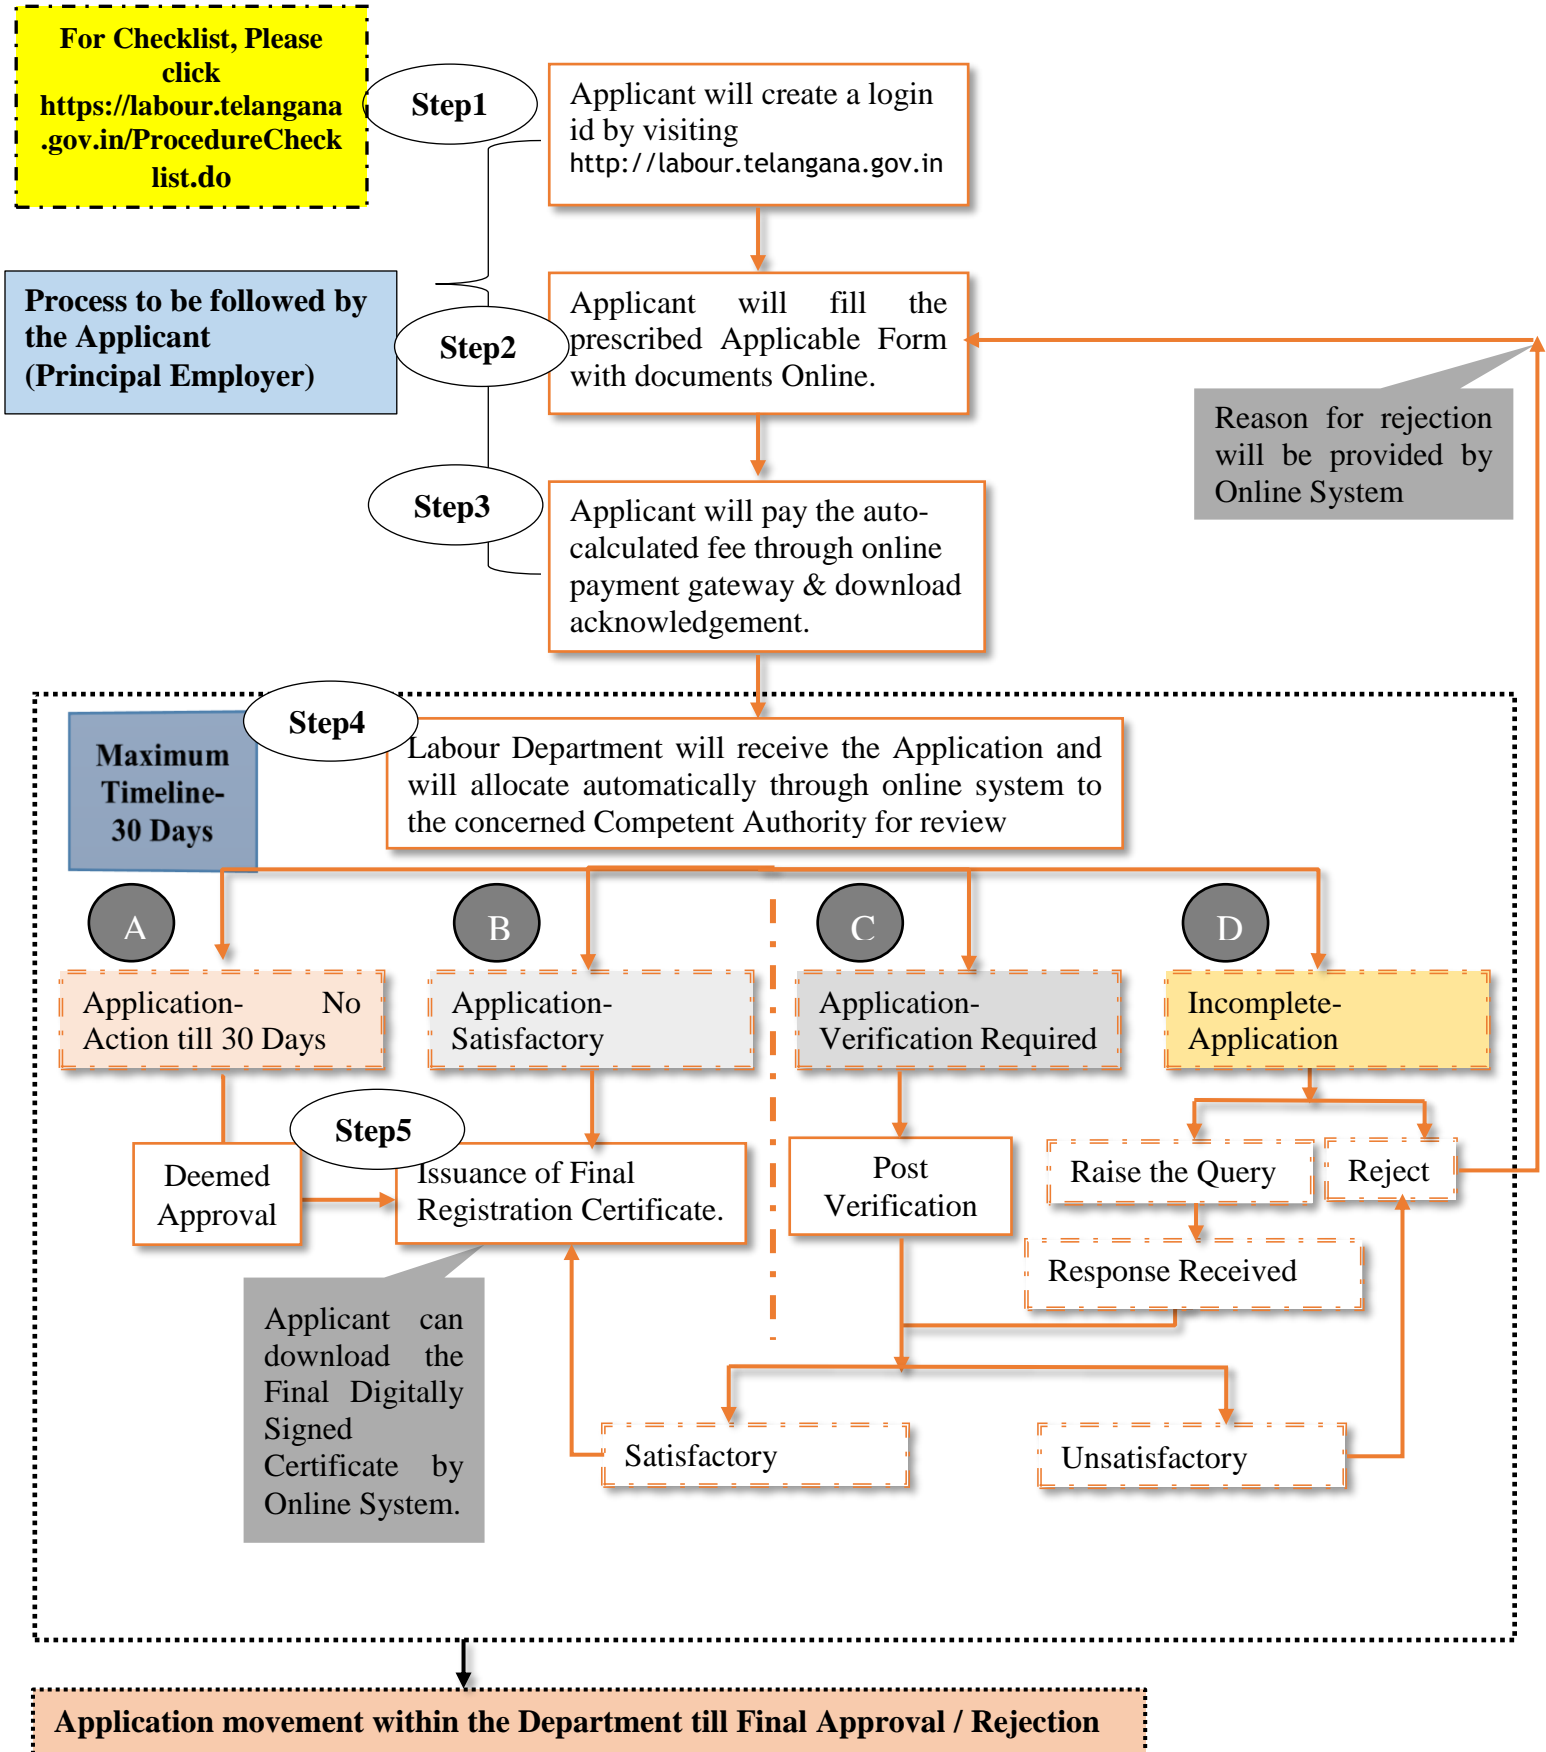 For Checklist, Please
click
https://labour.telangana
.gov.in/ProcedureCheck
list.do
Step1
Applicant will create a login
id by visiting
http://labour.telangana.gov.in
Process to be followed by
the Applicant
(Principal Employer)
Step2
Applicant will fill the
prescribed Applicable Form
with documents Online.
Reason for rejection
will be provided by
Online System
Step3
Applicant will pay the auto-
calculated fee through online
payment gateway & download
acknowledgement.
Step4
Maximum
Timeline-
30 Days
Labour Department will receive the Application and
will allocate automatically through online system to
the concerned Competent Authority for review
A
B
C
D
Application- No
Action till 30 Days
Application-
Satisfactory
Application-
Verification Required
Incomplete-
Application
Step5
Deemed
Approval
Issuance of Final
Registration Certificate.
Post
Verification
Raise the Query
Reject
Response Received
Applicant can
download the
Final Digitally
Signed
Certificate by
Online System.
Satisfactory
Unsatisfactory
Application movement within the Department till Final Approval / Rejection